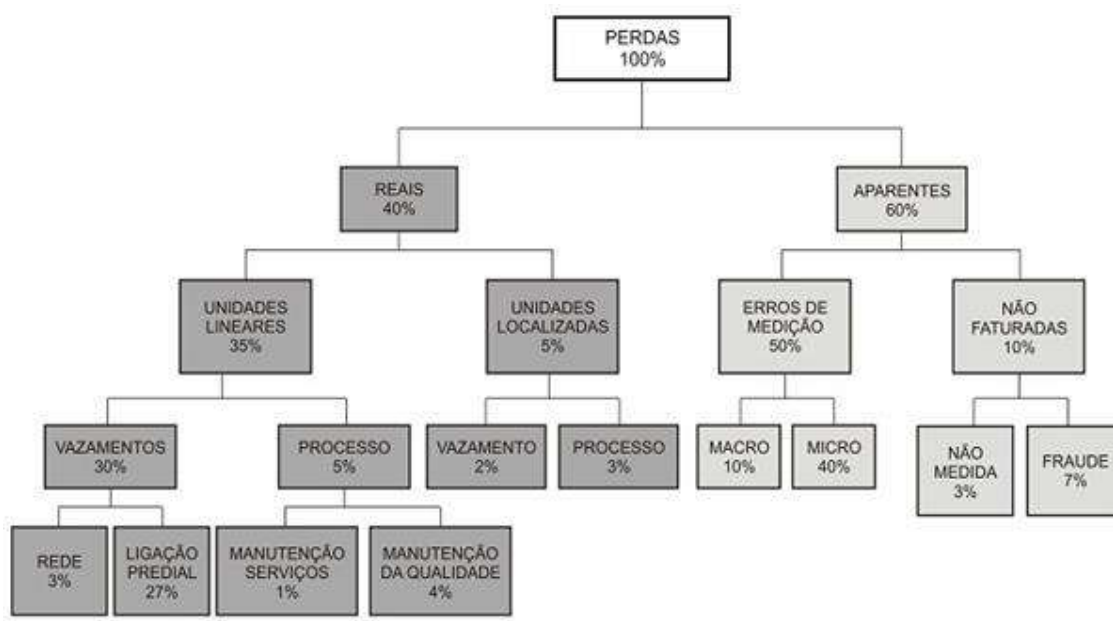 PERDAS
100%
REAIS
40%
APARENTES
60%
UNIDADES
LINEARES
35%
UNIDADES
LOCALIZADAS
5%
ERROS DE
MEDIÇÃO
50%
NÃO
FATURADAS
10%
VAZAMENTOS
30%
PROCESSO
5%
VAZAMENTO
2%
PROCESSO
3%
MACRO
10%
MICRO
40%
NÃO
MEDIDA
3%
FRAUDE
7%
REDE
3%
LIGAÇÃO
PREDIAL
27%
MANUTENÇÃO
SERVIÇOS
1%
MANUTENÇÃO
DA QUALIDADE
4%